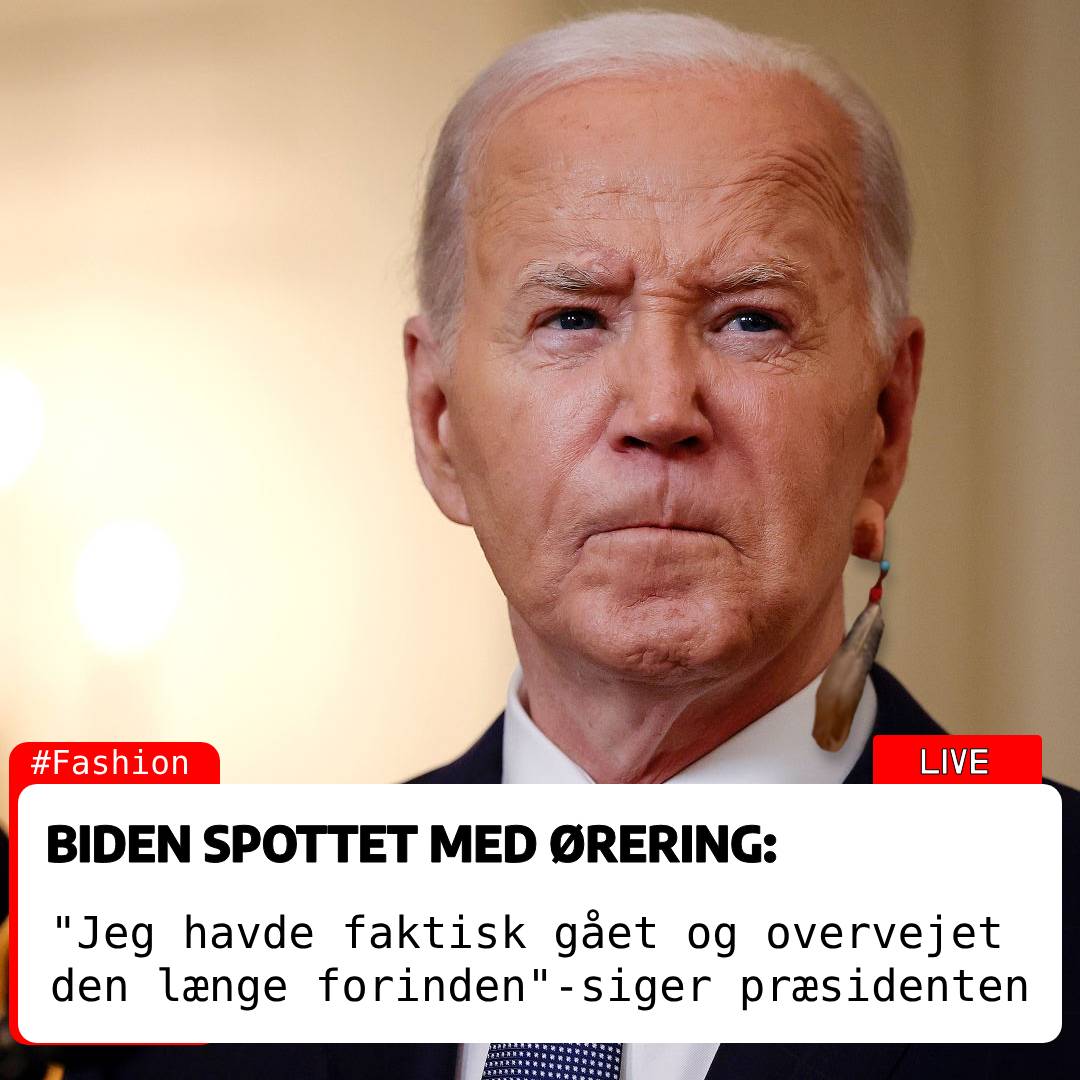 #Fashion
LIVE
BIDEN SPOTTET MED ØRERING:
"Jeg havde faktisk gået og overvejet
den længe forinden"-siger præsidenten